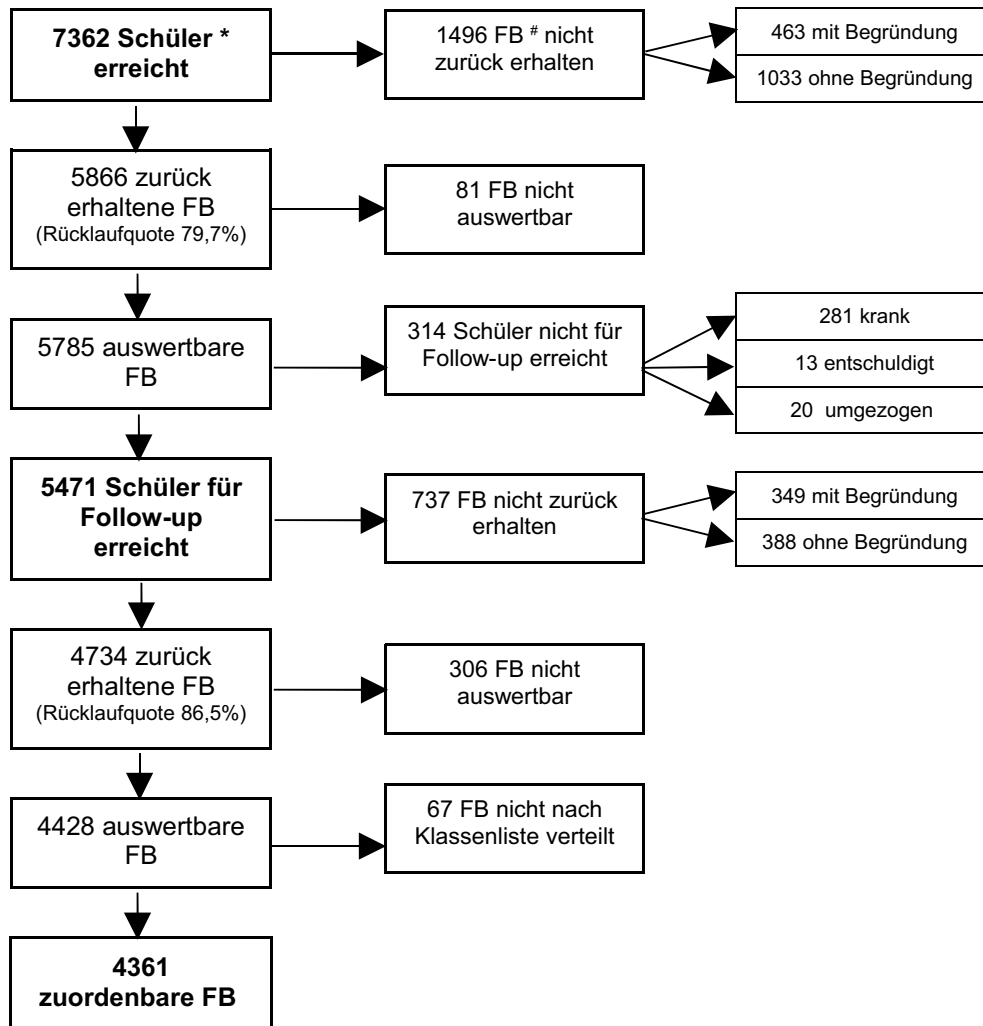 7362 Schüler *
erreicht
1496 FB # nicht
zurück erhalten
463 mit Begründung
1033 ohne Begründung
5866 zurück
erhaltene FB
(Rücklaufquote 79,7%)
81 FB nicht
auswertbar
5785 auswertbare
FB
314 Schüler nicht für
Follow-up erreicht
281 krank
13 entschuldigt
20 umgezogen
5471 Schüler für
Follow-up
erreicht
737 FB nicht zurück
erhalten
349 mit Begründung
388 ohne Begründung
4734 zurück
erhaltene FB
(Rücklaufquote 86,5%)
306 FB nicht
auswertbar
4428 auswertbare
FB
67 FB nicht nach
Klassenliste verteilt
4361
zuordenbare FB